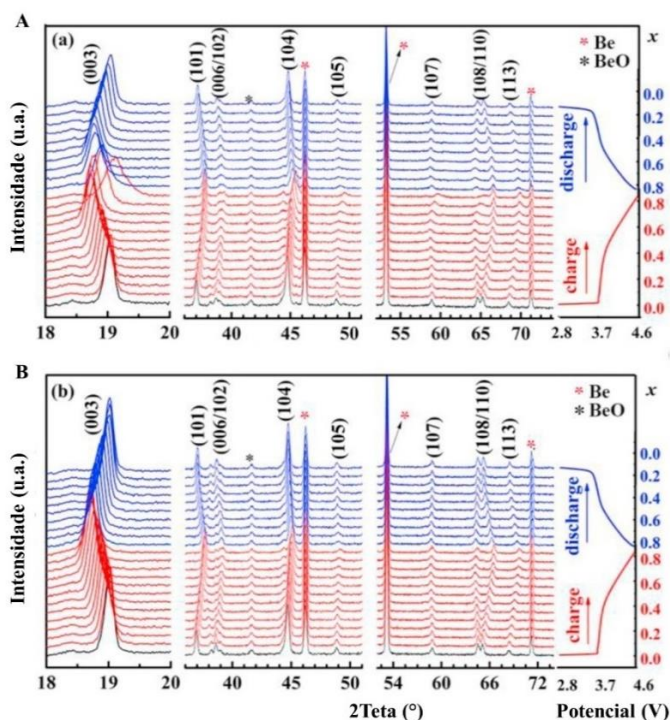 A
(a)
(003)
(101)
(006/102)
*
(104)
*
(105)
*
(107)
(108/110)
(113)
*
* Be
* BeO
x
0.0
0.2
0.4
0.6
0.8
0.8
0.6
0.4
0.2
0.0
discharge
charge
Intensidade (u.a.)
18 19 20 40 45 50 55 60 65 70 2.8 3.7 4.6
B
(b)
(003)
(101)
(006/102)
*
(104)
*
(105)
*
(107)
(108/110)
(113)
*
* Be
* BeO
x
0.0
0.2
0.4
0.6
0.8
0.8
0.6
0.4
0.2
0.0
discharge
charge
Intensidade (u.a.)
18 19 20 40 45 50 54 60 66 72 2.8 3.7 4.6
2Teta (°) Potencial (V)